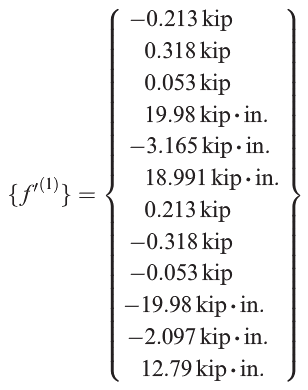 −0.213 kip
0.318 kip
0.053 kip
19.98 kip · in.
−3.165 kip · in.
{f′⁽¹⁾} = 18.991 kip · in.
0.213 kip
−0.318 kip
−0.053 kip
−19.98 kip · in.
−2.097 kip · in.
12.79 kip · in.